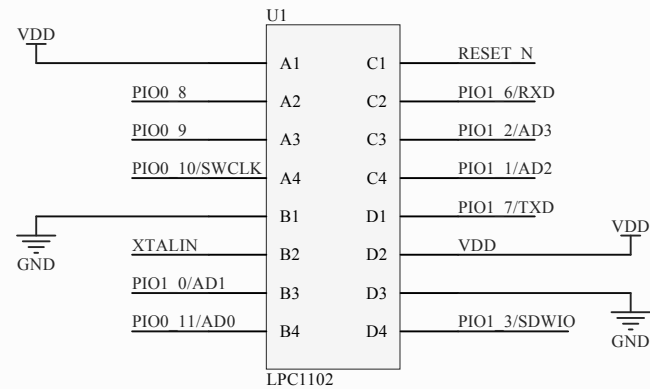 U1
VDD
A1 C1 RESET_N
PIO0_8 A2 C2 PIO1_6/RXD
PIO0_9 A3 C3 PIO1_2/AD3
PIO0_10/SWCLK A4 C4 PIO1_1/AD2
B1 D1 PIO1_7/TXD
GND
XTALIN B2 D2 VDD
VDD
PIO1_0/AD1 B3 D3
PIO0_11/AD0 B4 D4 PIO1_3/SDWIO
GND
LPC1102